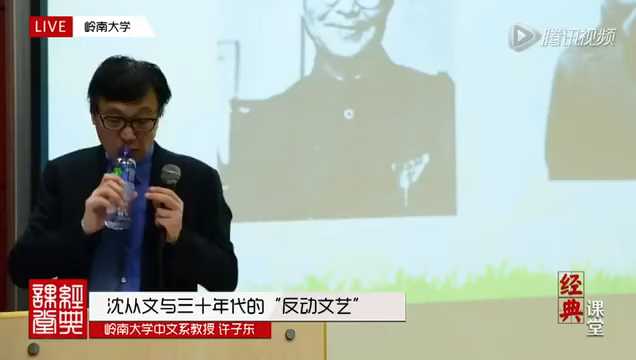 LIVE 岭南大学
腾讯视频
經典
課堂
沈从文与三十年代的“反动文艺”
岭南大学中文系教授 许子东
经典
课堂